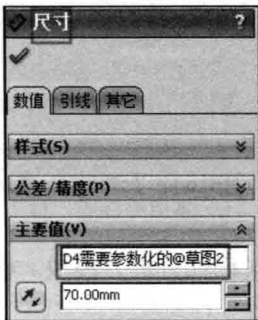 尺寸 ?
数值 引线 其它
样式(S)
公差/精度(P)
主要值(V)
D4需要参数化的@草图2
70.00mm